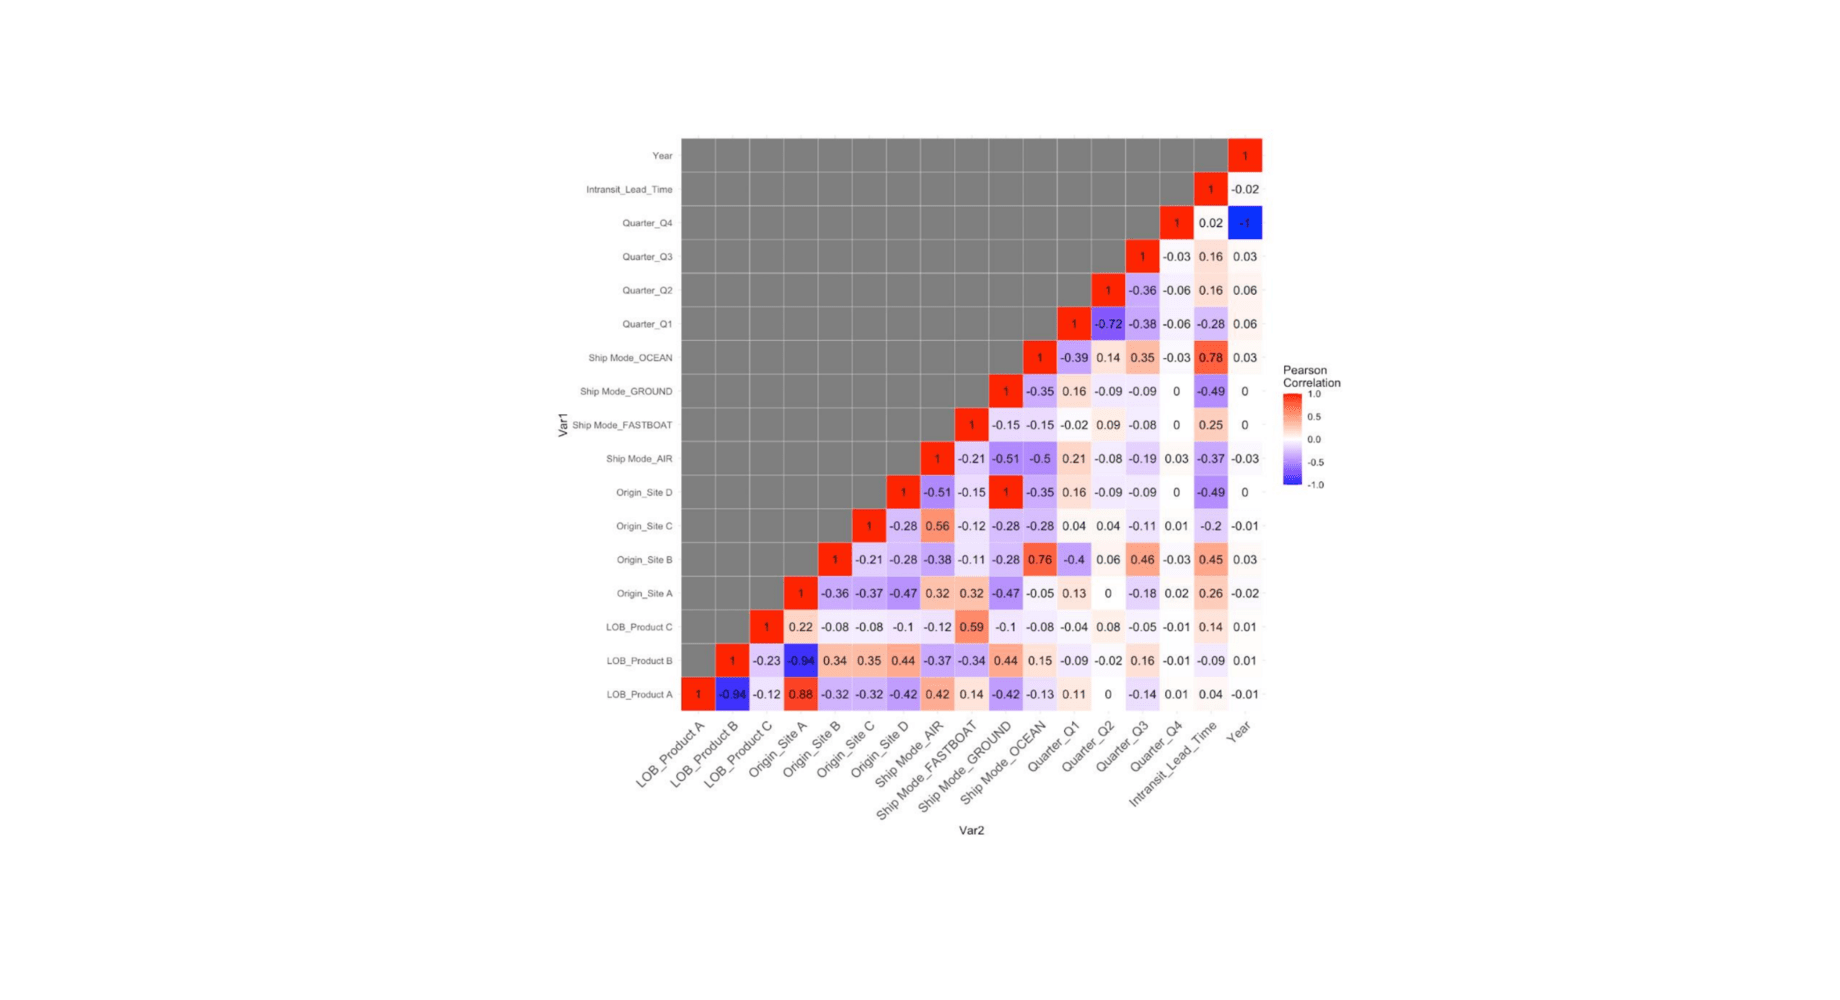 Year 1
Intransit_Lead_Time 1 -0.02
Quarter_Q4 1 0.02 -1
Quarter_Q3 1 -0.03 0.16 0.03
Quarter_Q2 1 -0.36 -0.06 0.16 0.06
Quarter_Q1 1 -0.72 -0.38 -0.06 -0.28 0.06
Ship Mode_OCEAN 1 -0.39 0.14 0.35 -0.03 0.78 0.03
Ship Mode_GROUND 1 -0.35 0.16 -0.09 -0.09 0 -0.49 0
Ship Mode_FASTBOAT 1 -0.15 -0.15 -0.02 0.09 -0.08 0 0.25 0
Ship Mode_AIR 1 -0.21 -0.51 -0.5 0.21 -0.08 -0.19 0.03 -0.37 -0.03
Origin_Site D 1 -0.51 -0.15 1 -0.35 0.16 -0.09 -0.09 0 -0.49 0
Origin_Site C 1 -0.28 0.56 -0.12 -0.28 -0.28 0.04 0.04 -0.11 0.01 -0.2 -0.01
Origin_Site B 1 -0.21 -0.28 -0.38 -0.11 -0.28 0.76 -0.4 0.06 0.46 -0.03 0.45 0.03
Origin_Site A 1 -0.36 -0.37 -0.47 0.32 0.32 -0.47 -0.05 0.13 0 -0.18 0.02 0.26 -0.02
LOB_Product C 1 0.22 -0.08 -0.08 -0.1 -0.12 0.59 -0.1 -0.08 -0.04 0.08 -0.05 -0.01 0.14 0.01
LOB_Product B 1 -0.23 -0.94 0.34 0.35 0.44 -0.37 -0.34 0.44 0.15 -0.09 -0.02 0.16 -0.01 -0.09 0.01
LOB_Product A 1 -0.94 -0.12 0.88 -0.32 -0.32 -0.42 0.42 0.14 -0.42 -0.13 0.11 0 -0.14 0.01 0.04 -0.01
Var1
LOB_Product A
LOB_Product B
LOB_Product C
Origin_Site A
Origin_Site B
Origin_Site C
Origin_Site D
Ship Mode_AIR
Ship Mode_FASTBOAT
Ship Mode_GROUND
Ship Mode_OCEAN
Quarter_Q1
Quarter_Q2
Quarter_Q3
Quarter_Q4
Intransit_Lead_Time
Year
Var2
Pearson
Correlation
1.0
0.5
0.0
-0.5
-1.0